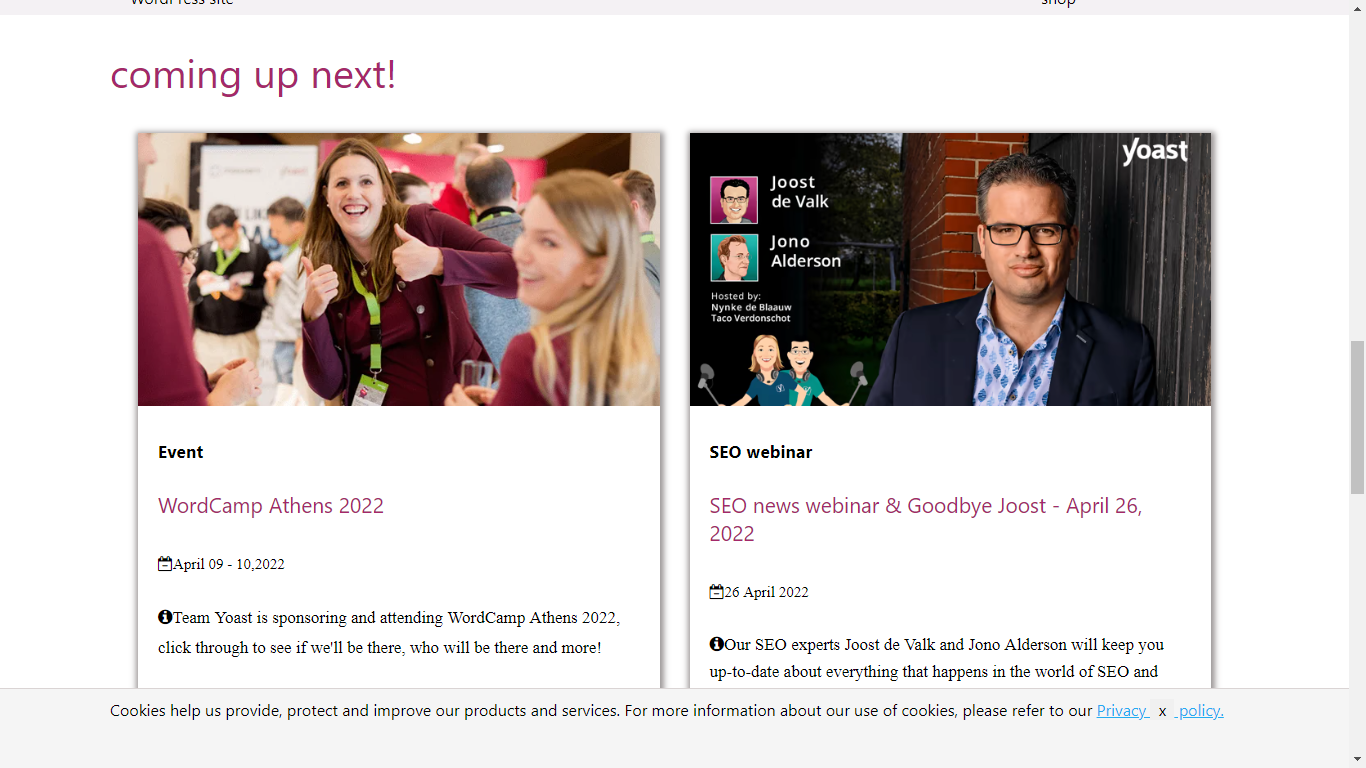 WordPress site
shop
coming up next!
yoast
Joost
de Valk
Jono
Alderson
Hosted by:
Nynke de Blaauw
Taco Verdonschot
Event
WordCamp Athens 2022
April 09 - 10,2022
Team Yoast is sponsoring and attending WordCamp Athens 2022,
click through to see if we'll be there, who will be there and more!
SEO webinar
SEO news webinar & Goodbye Joost - April 26,
2022
26 April 2022
Our SEO experts Joost de Valk and Jono Alderson will keep you
up-to-date about everything that happens in the world of SEO and
Cookies help us provide, protect and improve our products and services. For more information about our use of cookies, please refer to our Privacy x policy.